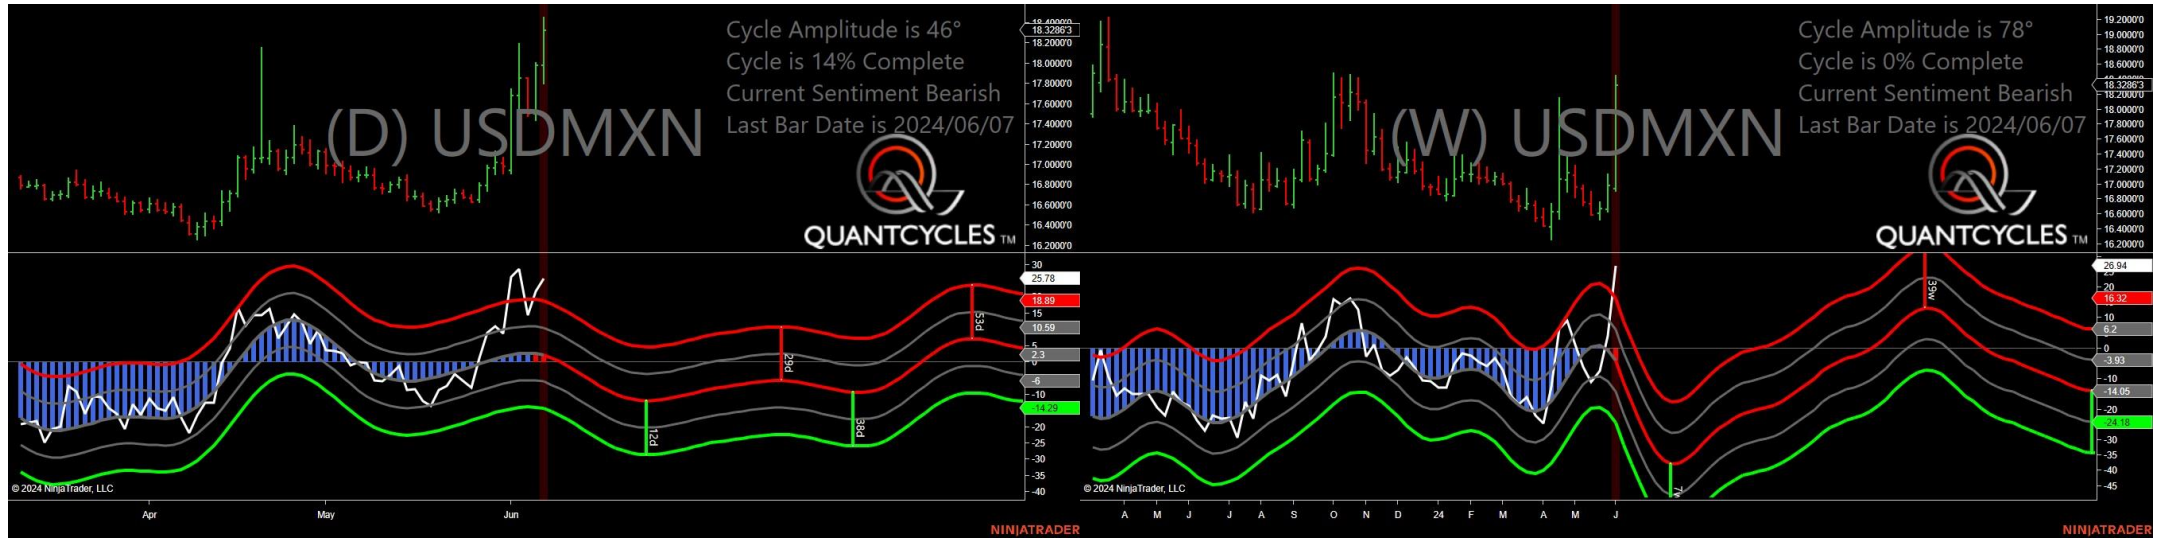 Cycle Amplitude is 46°
Cycle is 14% Complete
Current Sentiment Bearish
Last Bar Date is 2024/06/07
(D) USDMXN
QUANTCYCLES TM
18.3286'3
18.2000'0
18.0000'0
17.8000'0
17.6000'0
17.4000'0
17.2000'0
17.0000'0
16.8000'0
16.6000'0
16.4000'0
16.2000'0
30
25.78
18.89
15
10.59
5
2.3
0
-6
-10
-14.29
-20
-25
-30
-35
-40
12d
29d
38d
53d
© 2024 NinjaTrader, LLC
Apr May Jun
NINJATRADER
Cycle Amplitude is 78°
Cycle is 0% Complete
Current Sentiment Bearish
Last Bar Date is 2024/06/07
(W) USDMXN
QUANTCYCLES TM
19.2000'0
19.0000'0
18.8000'0
18.6000'0
18.3286'3
18.2000'0
18.0000'0
17.8000'0
17.6000'0
17.4000'0
17.2000'0
17.0000'0
16.8000'0
16.6000'0
16.4000'0
16.2000'0
26.94
20
16.32
10
6.2
0
-3.93
-10
-14.05
-20
-24.18
-30
-35
-40
-45
39w
© 2024 NinjaTrader, LLC
A M J J A S O N D 24 F M A M J
NINJATRADER